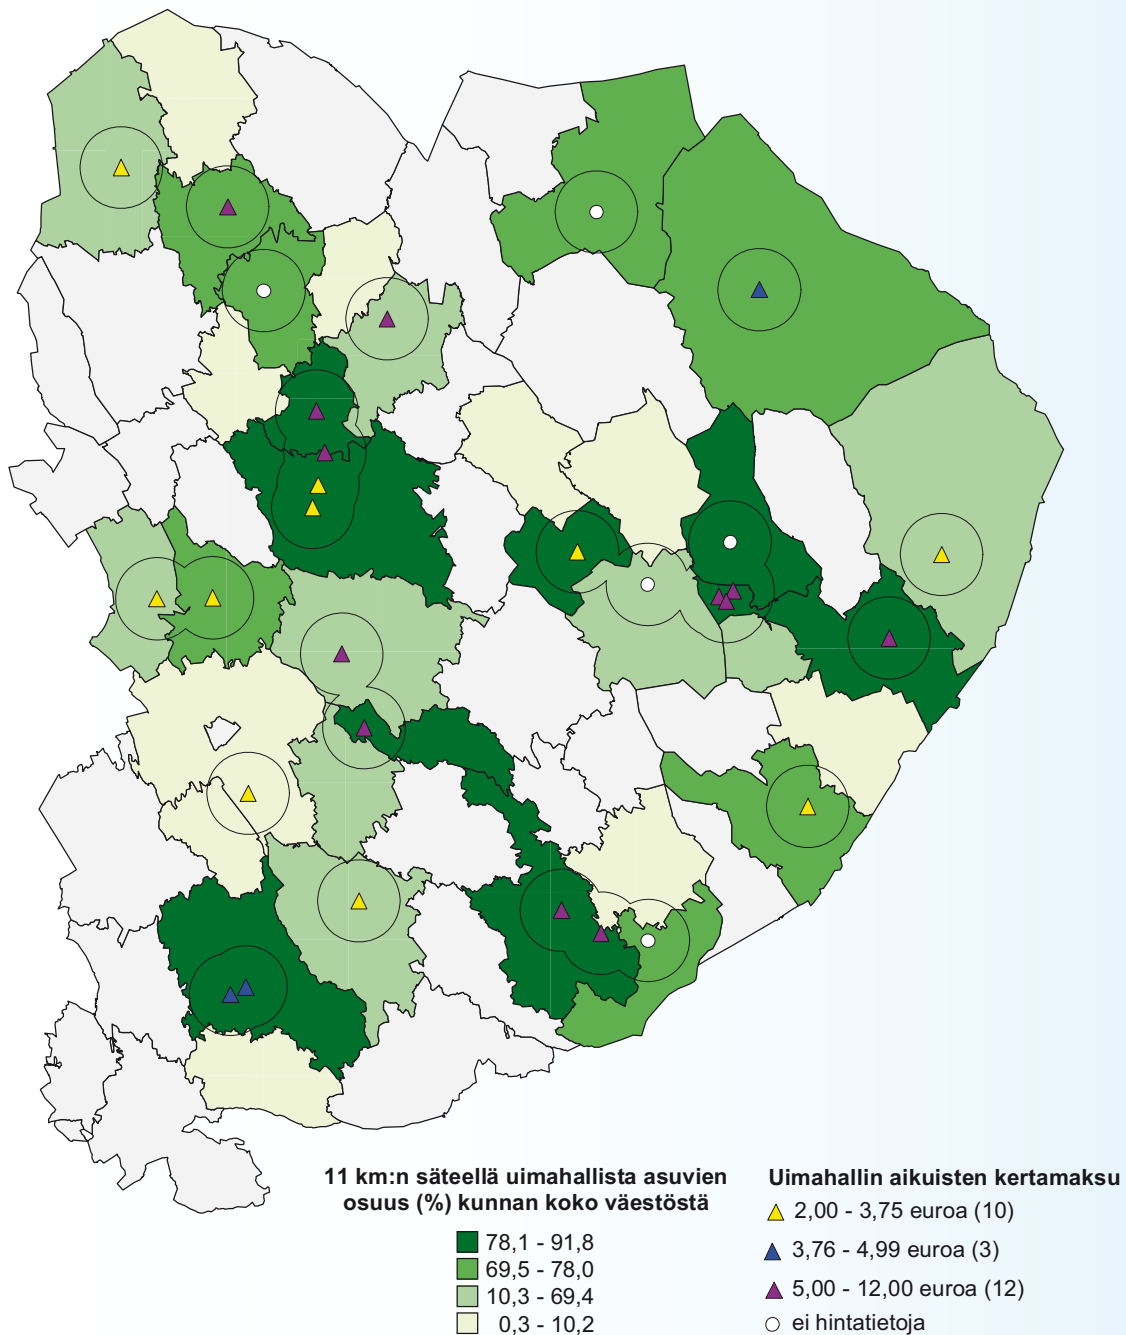 11 km:n säteellä uimahallista asuvien
osuus (%) kunnan koko väestöstä
78,1 - 91,8
69,5 - 78,0
10,3 - 69,4
0,3 - 10,2
Uimahallin aikuisten kertamaksu
2,00 - 3,75 euroa (10)
3,76 - 4,99 euroa (3)
5,00 - 12,00 euroa (12)
ei hintatietoja